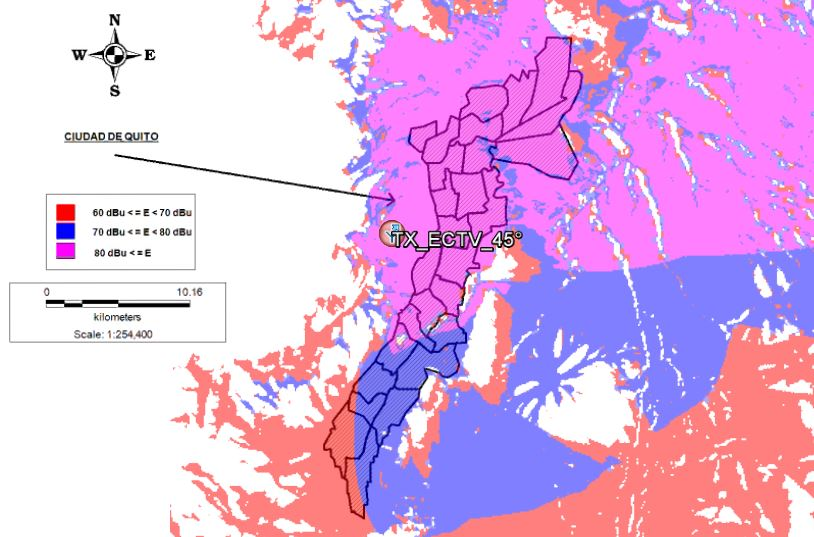 N
W E
S
CIUDAD DE QUITO
60 dBu <= E < 70 dBu
70 dBu <= E < 80 dBu
80 dBu <= E
TX_ECTV_45°
0 10.16
kilometers
Scale: 1:254,400